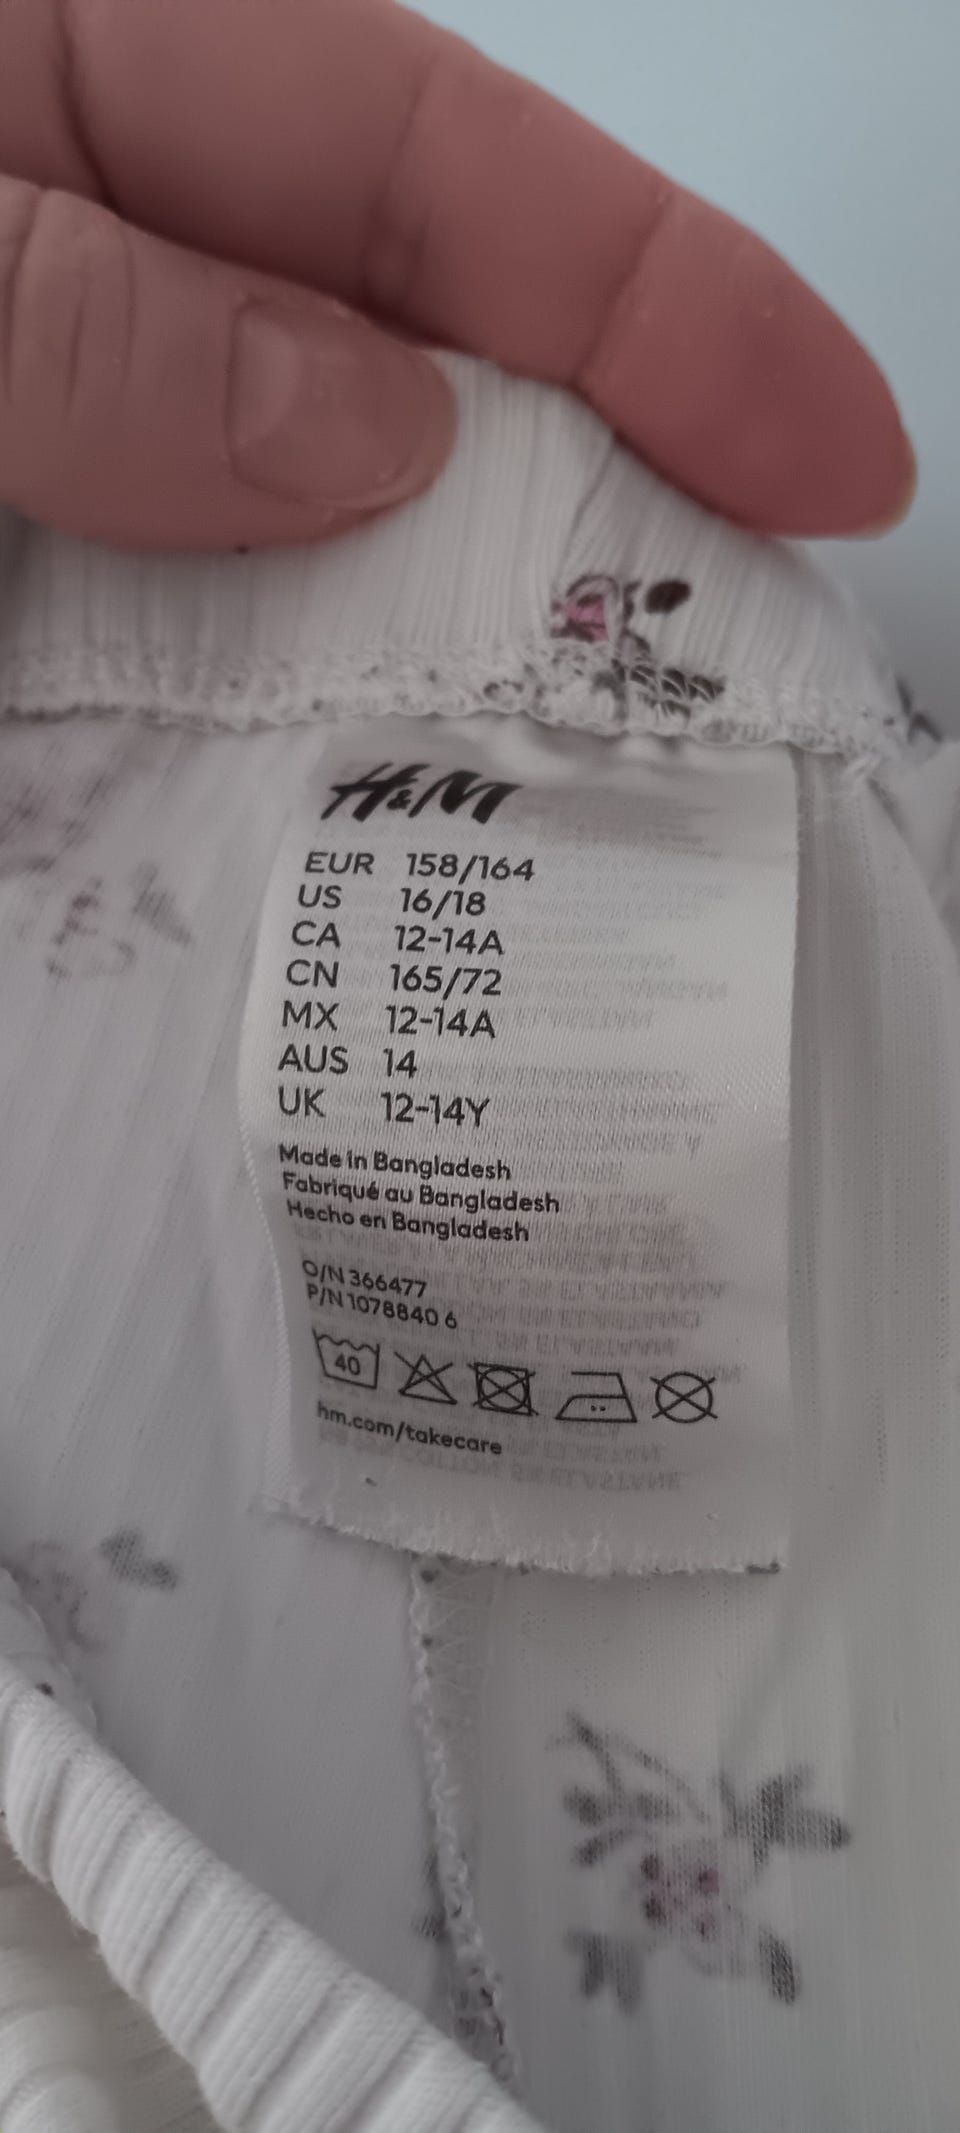 H&M
EUR 158/164
US 16/18
CA 12-14A
CN 165/72
MX 12-14A
AUS 14
UK 12-14Y
Made in Bangladesh
Fabriqué au Bangladesh
Hecho en Bangladesh
O/N 366477
P/N 1078840 6
40
hm.com/takecare